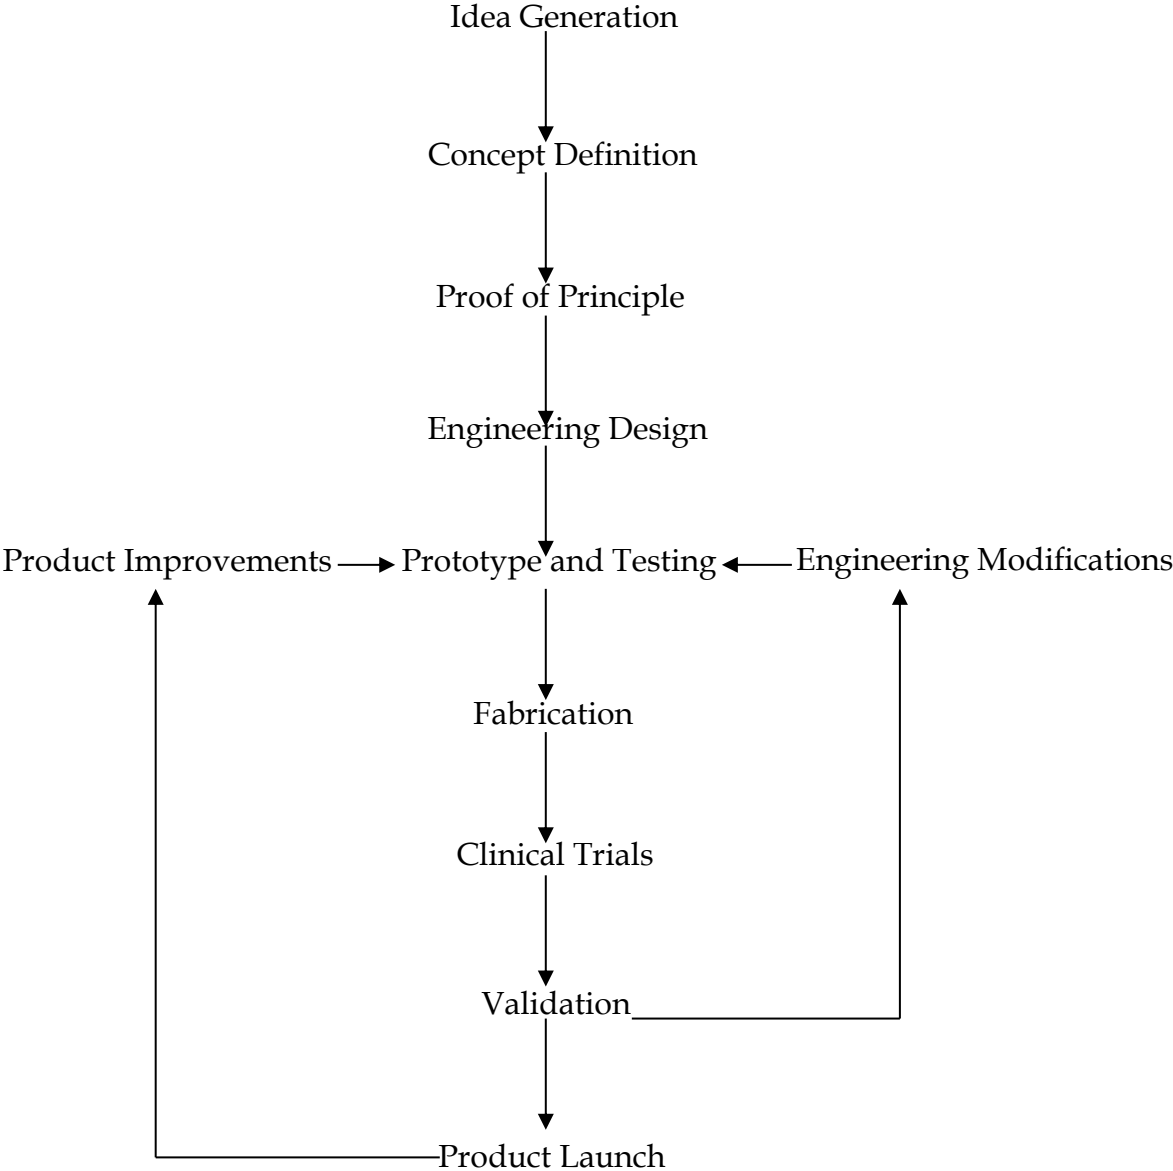 Idea Generation
Concept Definition
Proof of Principle
Engineering Design
Product Improvements
Prototype and Testing
Engineering Modifications
Fabrication
Clinical Trials
Validation
Product Launch